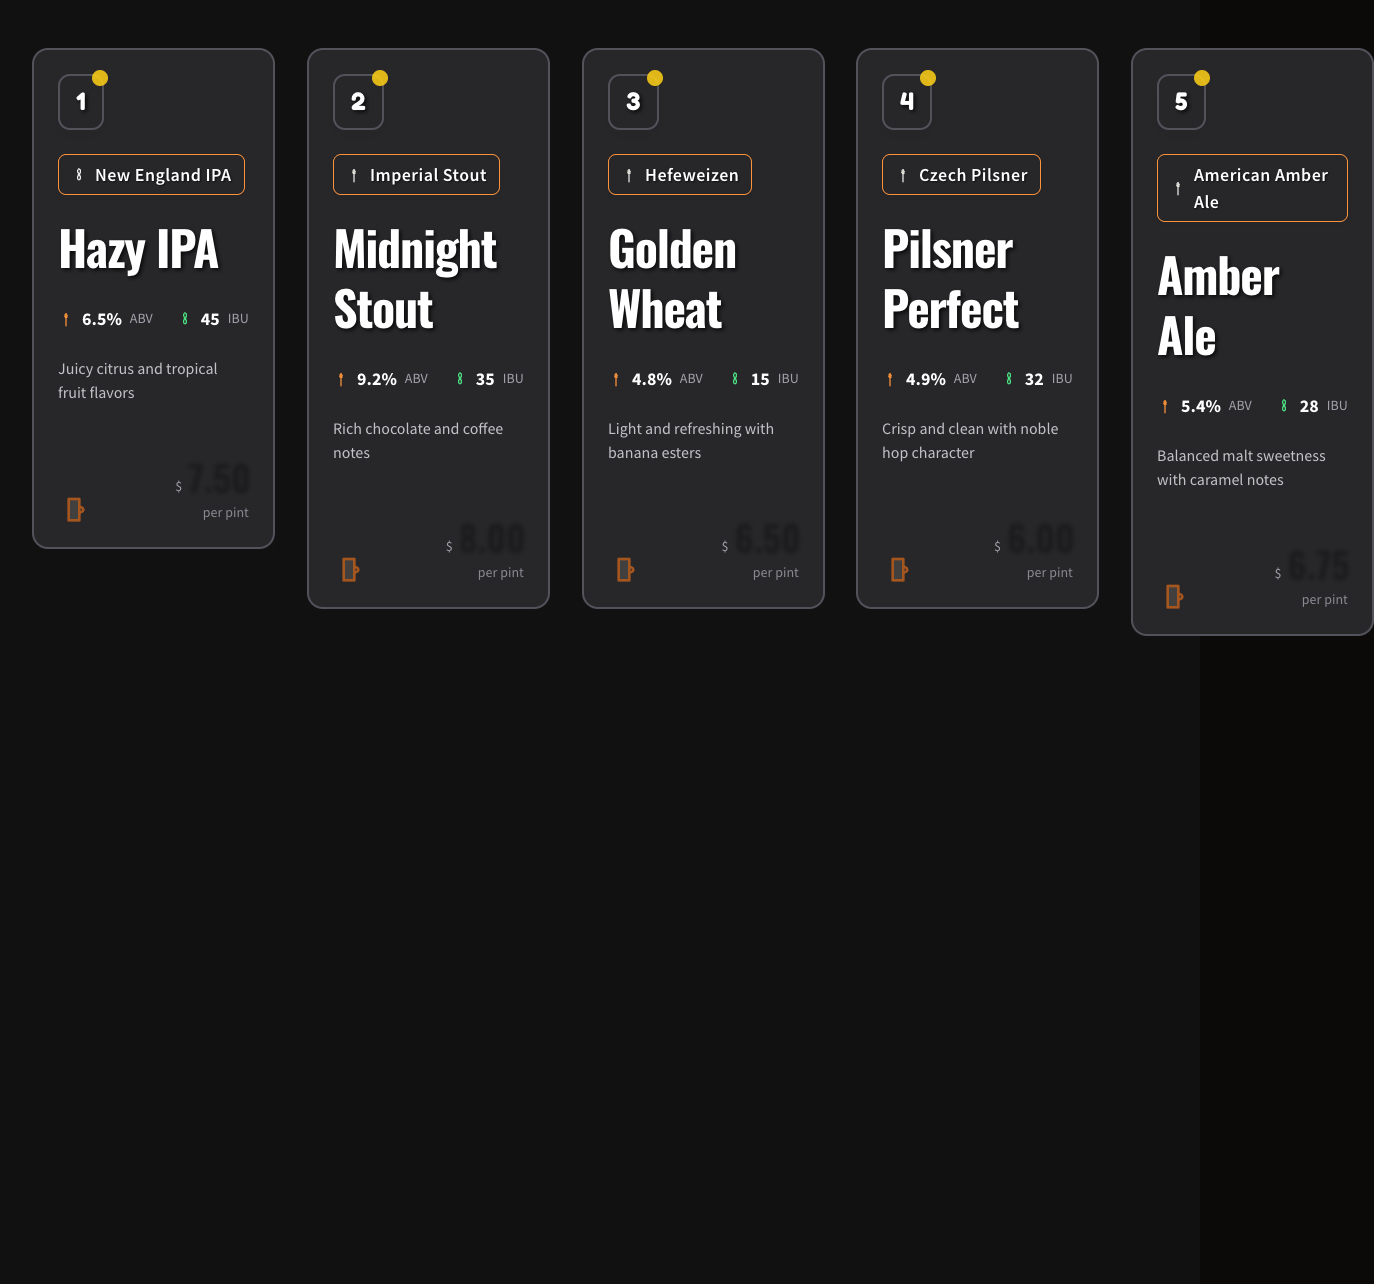 1
New England IPA
Hazy IPA
6.5% ABV 45 IBU
Juicy citrus and tropical
fruit flavors
$ 7.50
per pint
2
Imperial Stout
Midnight
Stout
9.2% ABV 35 IBU
Rich chocolate and coffee
notes
$ 8.00
per pint
3
Hefeweizen
Golden
Wheat
4.8% ABV 15 IBU
Light and refreshing with
banana esters
$ 6.50
per pint
4
Czech Pilsner
Pilsner
Perfect
4.9% ABV 32 IBU
Crisp and clean with noble
hop character
$ 6.00
per pint
5
American Amber
Ale
Amber
Ale
5.4% ABV 28 IBU
Balanced malt sweetness
with caramel notes
$ 6.75
per pint